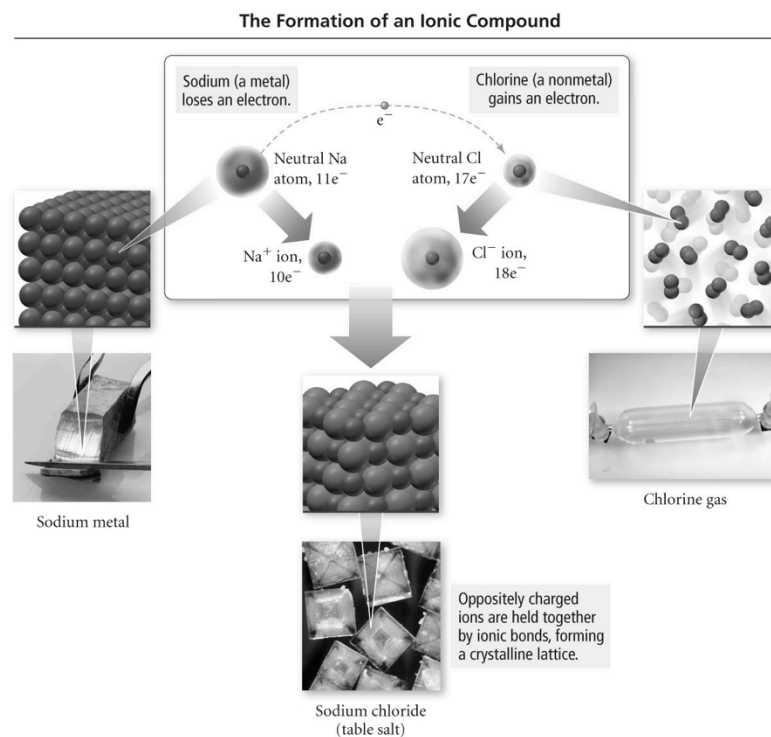 The Formation of an Ionic Compound
Sodium (a metal)
loses an electron.
Chlorine (a nonmetal)
gains an electron.
e⁻
Neutral Na
atom, 11e⁻
Neutral Cl
atom, 17e⁻
Na⁺ ion,
10e⁻
Cl⁻ ion,
18e⁻
Sodium metal
Chlorine gas
Oppositely charged
ions are held together
by ionic bonds, forming
a crystalline lattice.
Sodium chloride
(table salt)